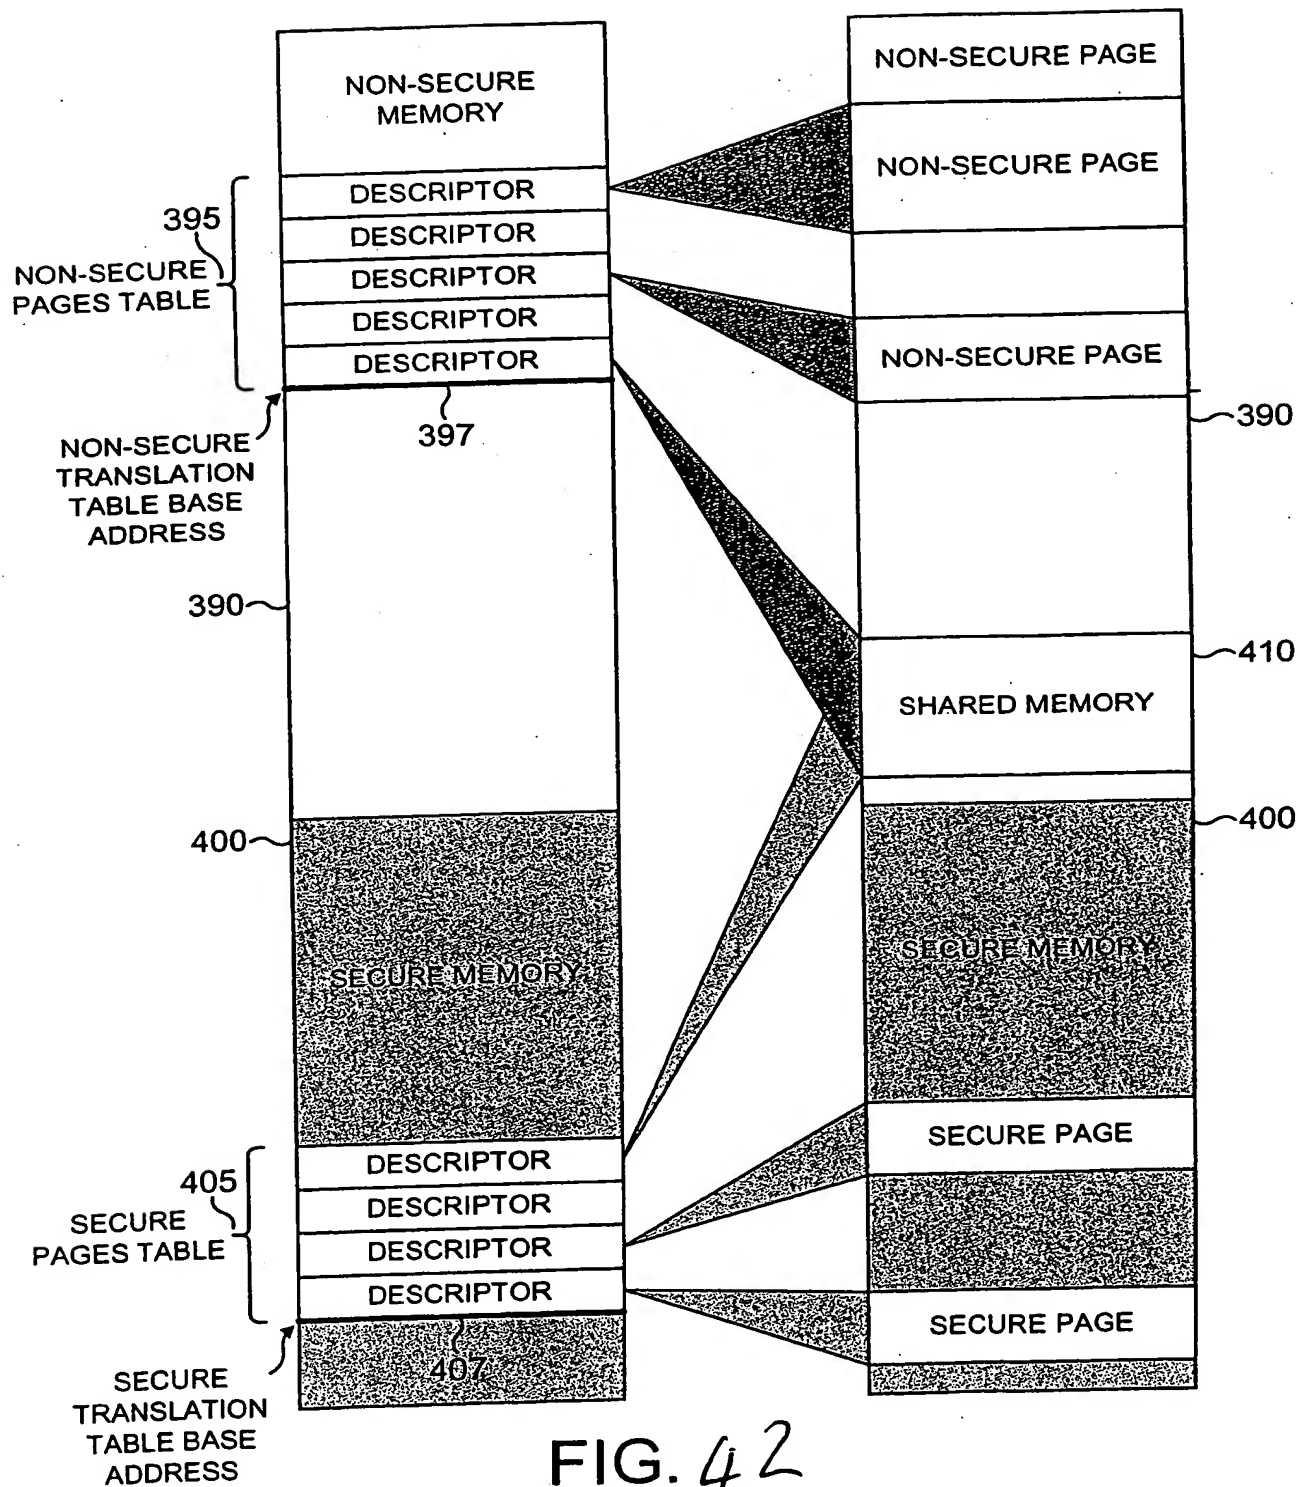 NON-SECURE
MEMORY
DESCRIPTOR
DESCRIPTOR
DESCRIPTOR
DESCRIPTOR
DESCRIPTOR
395
NON-SECURE
PAGES TABLE
397
NON-SECURE
TRANSLATION
TABLE BASE
ADDRESS
390
400
SECURE MEMORY
DESCRIPTOR
DESCRIPTOR
DESCRIPTOR
DESCRIPTOR
405
SECURE
PAGES TABLE
407
SECURE
TRANSLATION
TABLE BASE
ADDRESS
NON-SECURE PAGE
NON-SECURE PAGE
NON-SECURE PAGE
390
410
SHARED MEMORY
400
SECURE MEMORY
SECURE PAGE
SECURE PAGE
FIG. 42